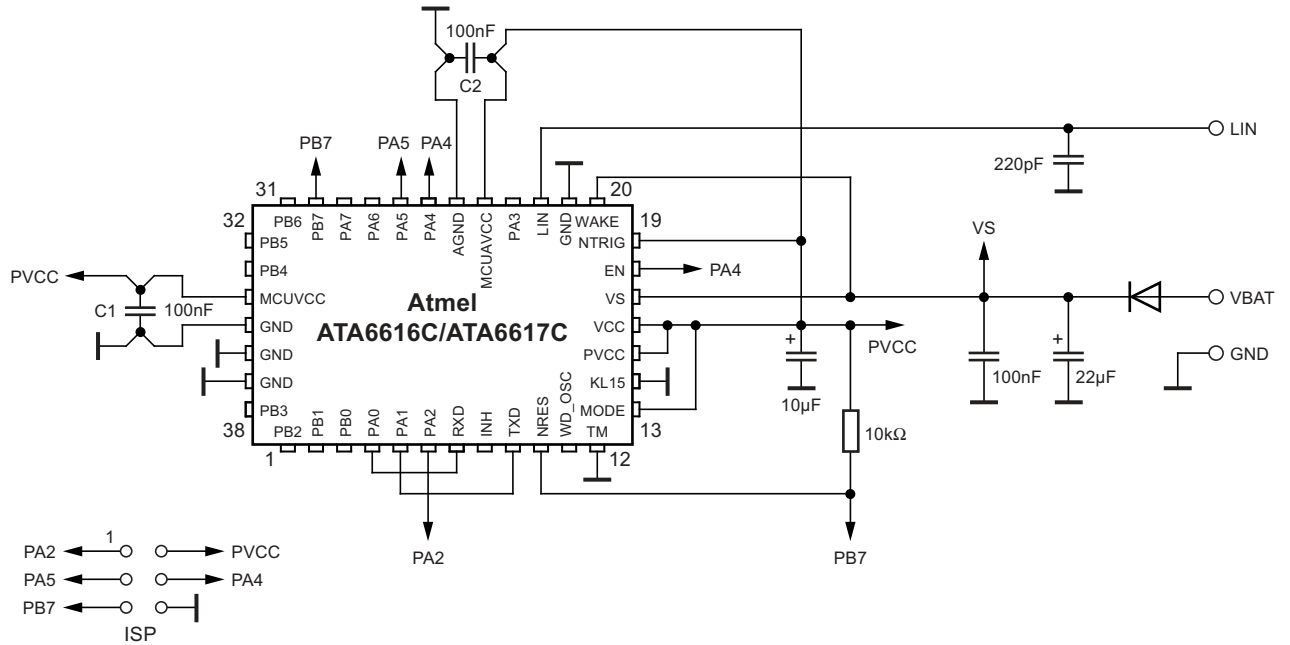 100nF
C2
LIN
220pF
PB7
PA5
PA4
31
20
32
19
PB6
PB7
PA7
PA6
PA5
PA4
AGND
MCUAVCC
PA3
LIN
GND
WAKE
PB5
NTRIG
PB4
EN
PA4
VS
PVCC
C1
100nF
MCUVCC
VS
VBAT
GND
VCC
PVCC
GND
PVCC
GND
GND
KL15
PB3
MODE
Atmel
ATA6616C/ATA6617C
10µF
100nF
22µF
38
13
PB2
PB1
PB0
PA0
PA1
PA2
RXD
INH
TXD
NRES
WD_OSC
TM
10kΩ
1
12
PA2
PB7
1
PA2
PVCC
PA5
PA4
PB7
ISP